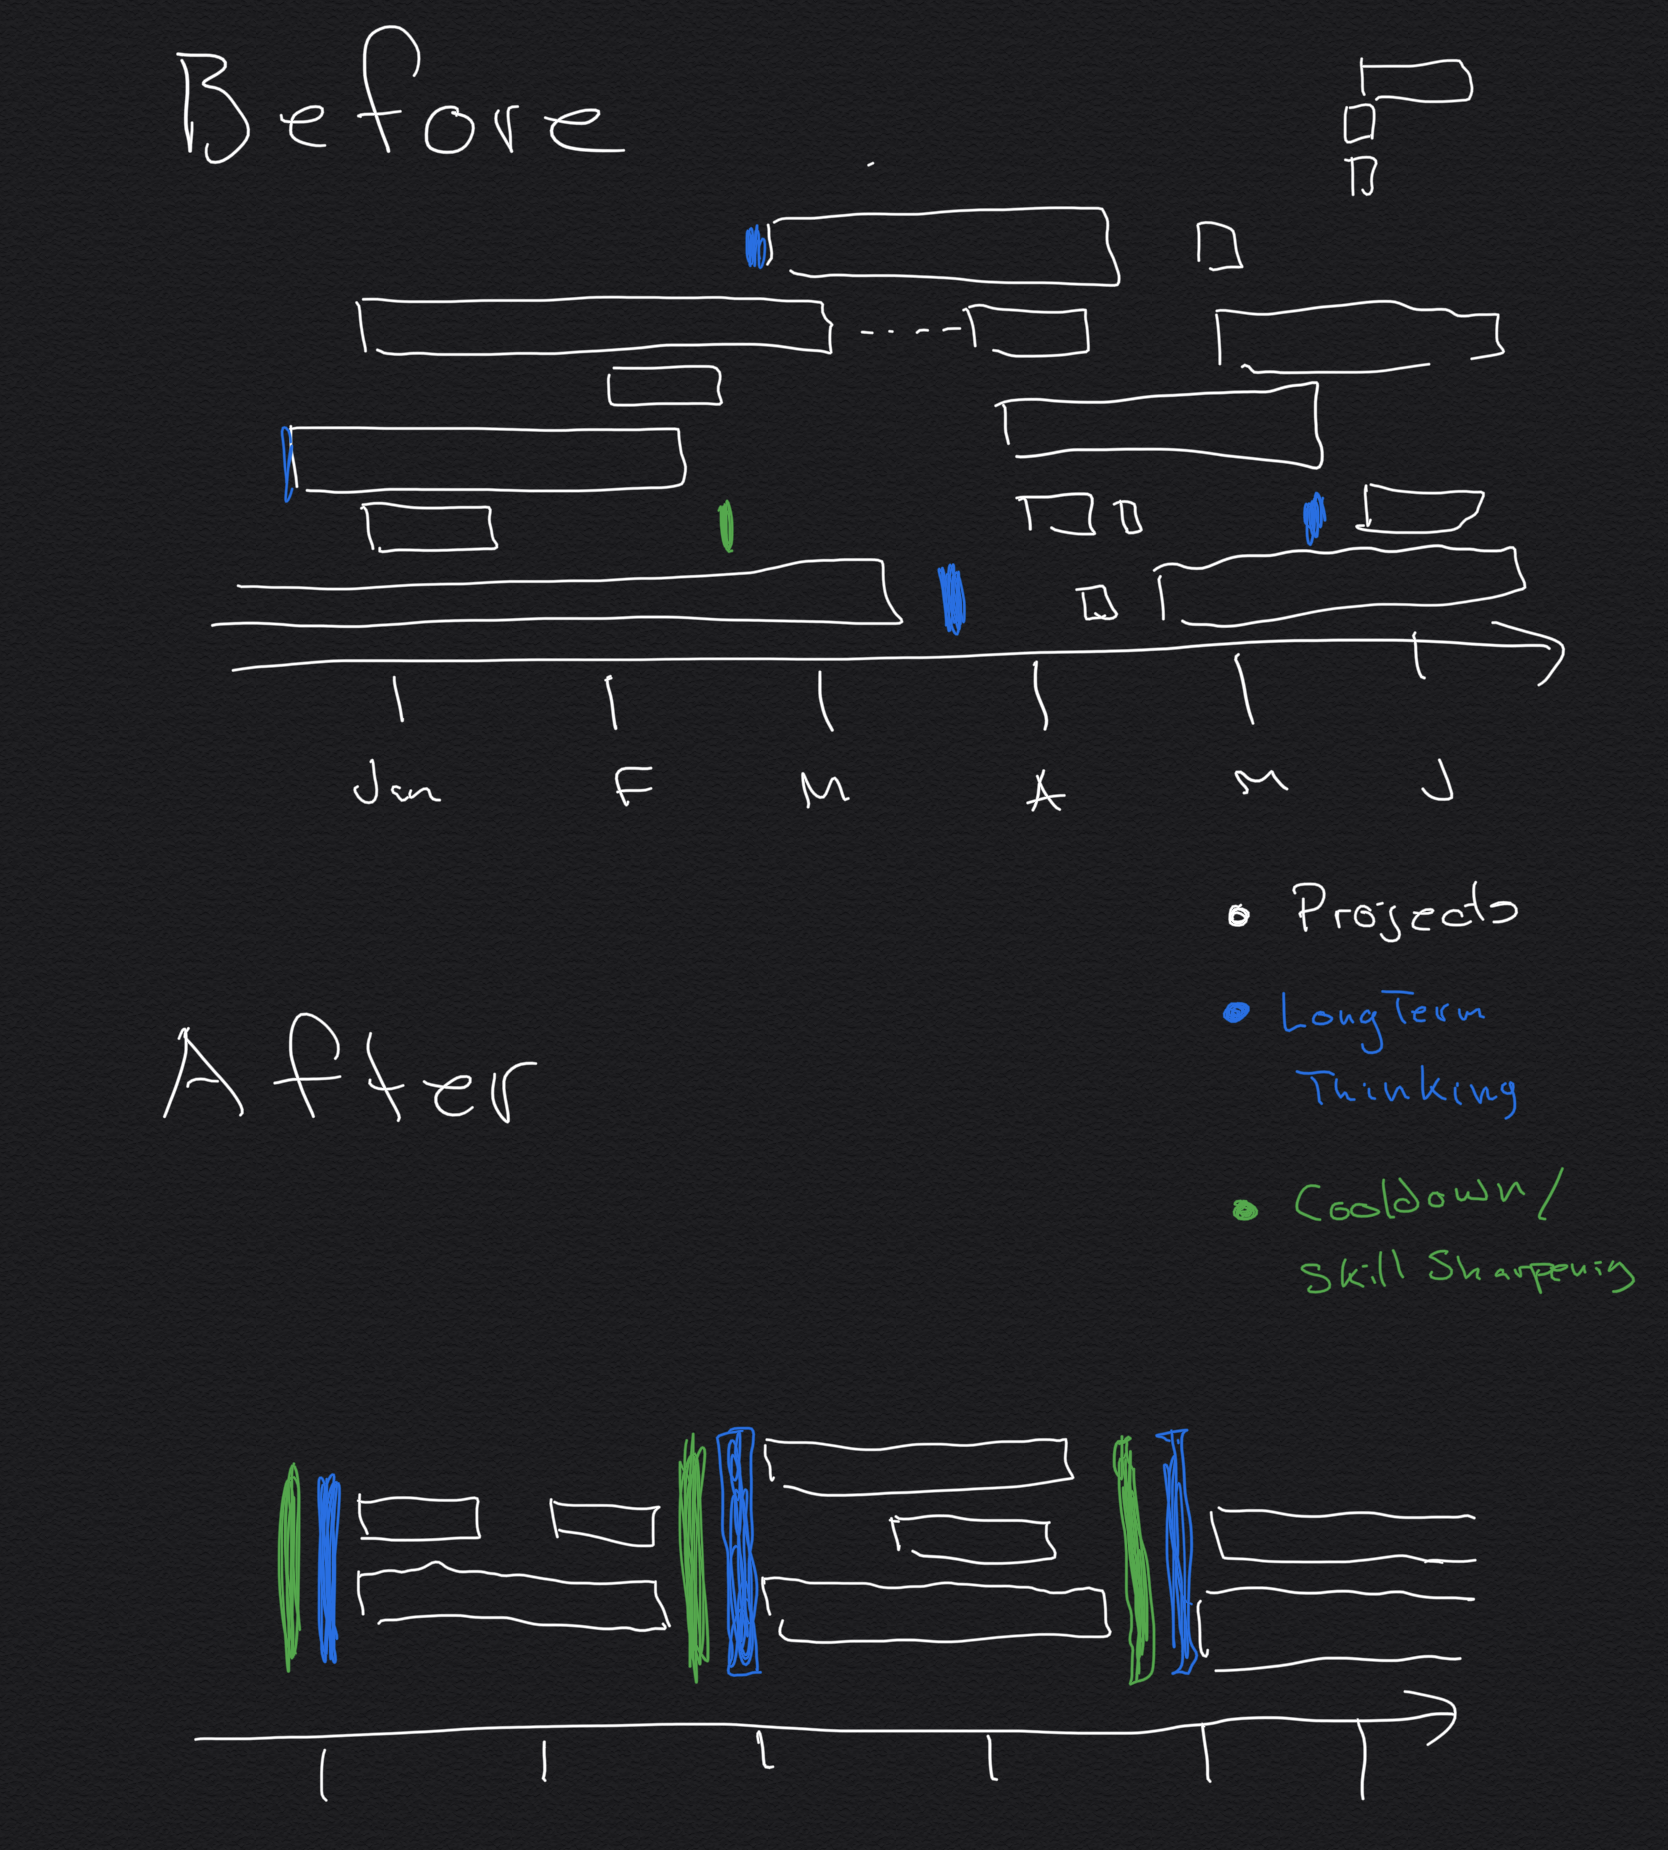 Before
Jan F M A M J
Projects
Long Term
Thinking
After
Cooldown/
Skill Sharpening